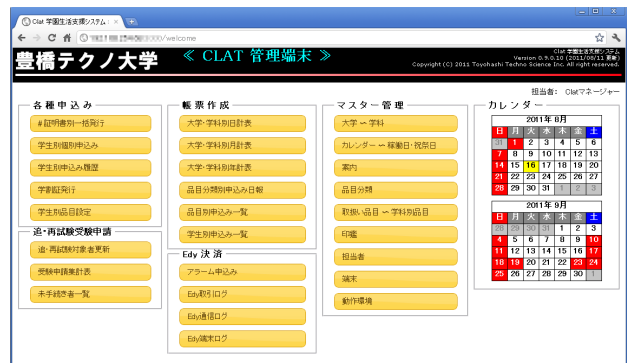 Clat 学園生活支援システム
/welcome
豊橋テクノ大学
≪ CLAT 管理端末 ≫
Clat 学園生活支援システム
Version 0.9.0.10 (2011/08/11 更新)
Copyright (C) 2011 Toyohashi Techno Science Inc. All right reserved.
担当者: Clatマネージャー
各種申込み
#証明書別一括発行
学生別個別申込み
学生別申込み履歴
学割証発行
学生別品目設定
追・再試験受験申請
追・再試験対象者更新
受験申請集計表
未手続き者一覧
帳票作成
大学・学科別日計表
大学・学科別月計表
大学・学科別年計表
品目分類別申込み日報
品目別申込み一覧
学生別申込み一覧
Edy 決済
アラーム申込み
Edy取引ログ
Edy通信ログ
Edy端末ログ
マスター管理
大学 〜 学科
カレンダー 〜 稼働日・祝祭日
案内
品目分類
取扱い品目 〜 学科別品目
印鑑
担当者
端末
動作環境
カレンダー
2011年 8月
日 月 火 水 木 金 土
31 1 2 3 4 5 6
7 8 9 10 11 12 13
14 15 16 17 18 19 20
21 22 23 24 25 26 27
28 29 30 31 1 2 3
2011年 9月
日 月 火 水 木 金 土
28 29 30 31 1 2 3
4 5 6 7 8 9 10
11 12 13 14 15 16 17
18 19 20 21 22 23 24
25 26 27 28 29 30 1